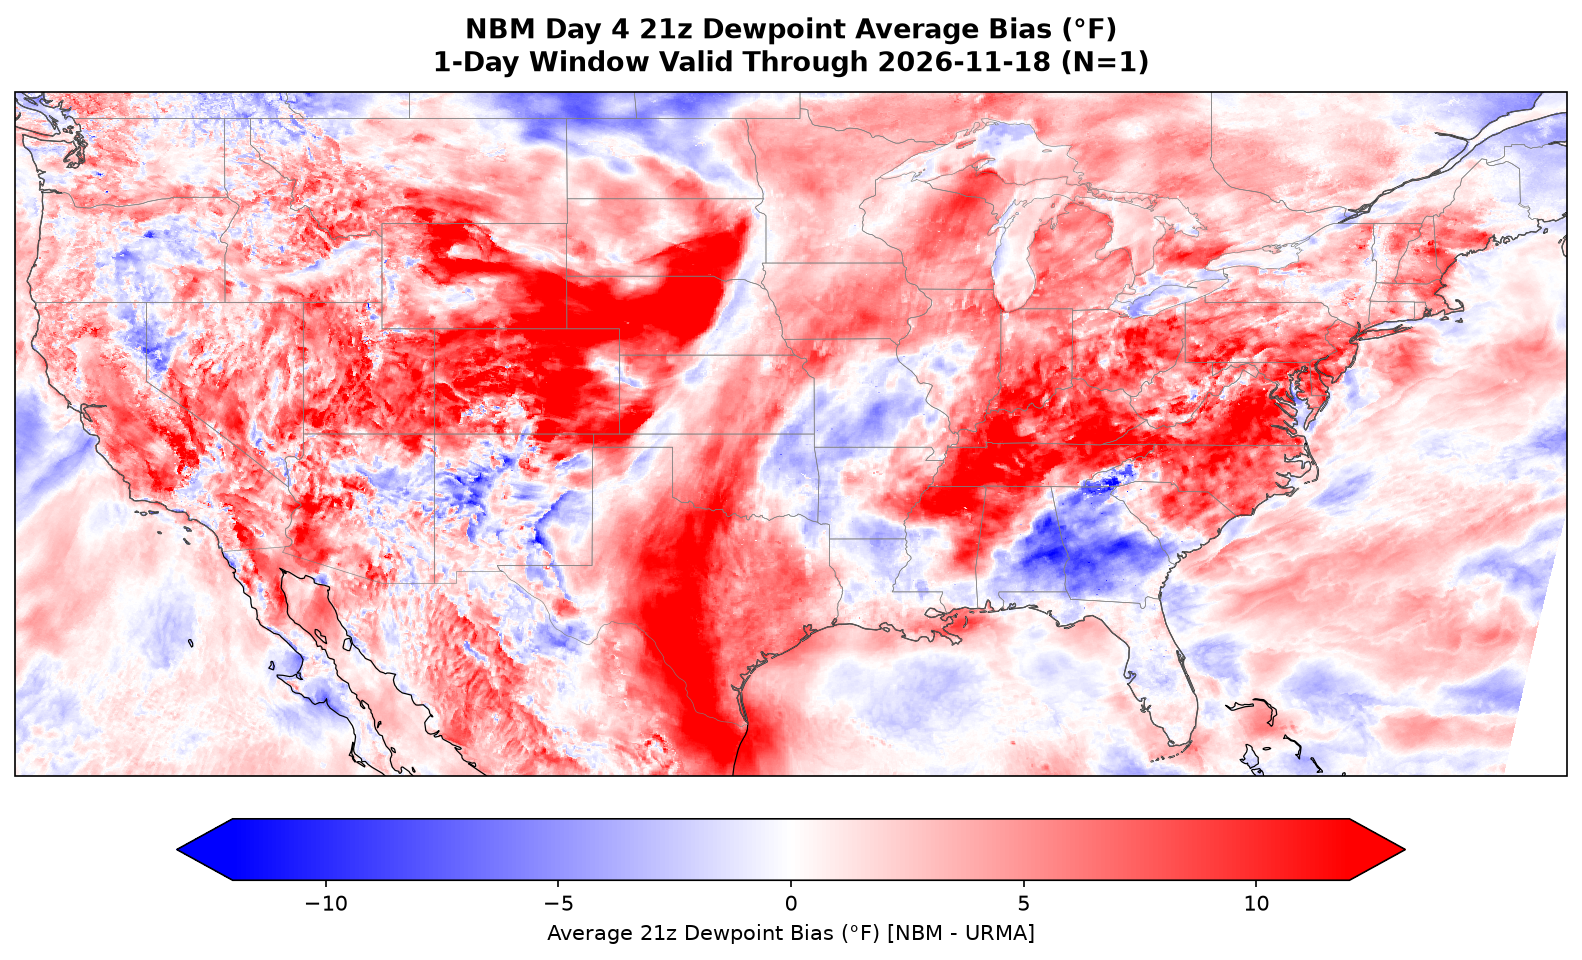 NBM Day 4 21z Dewpoint Average Bias (°F)
1-Day Window Valid Through 2026-11-18 (N=1)
−10 −5 0 5 10
Average 21z Dewpoint Bias (°F) [NBM - URMA]